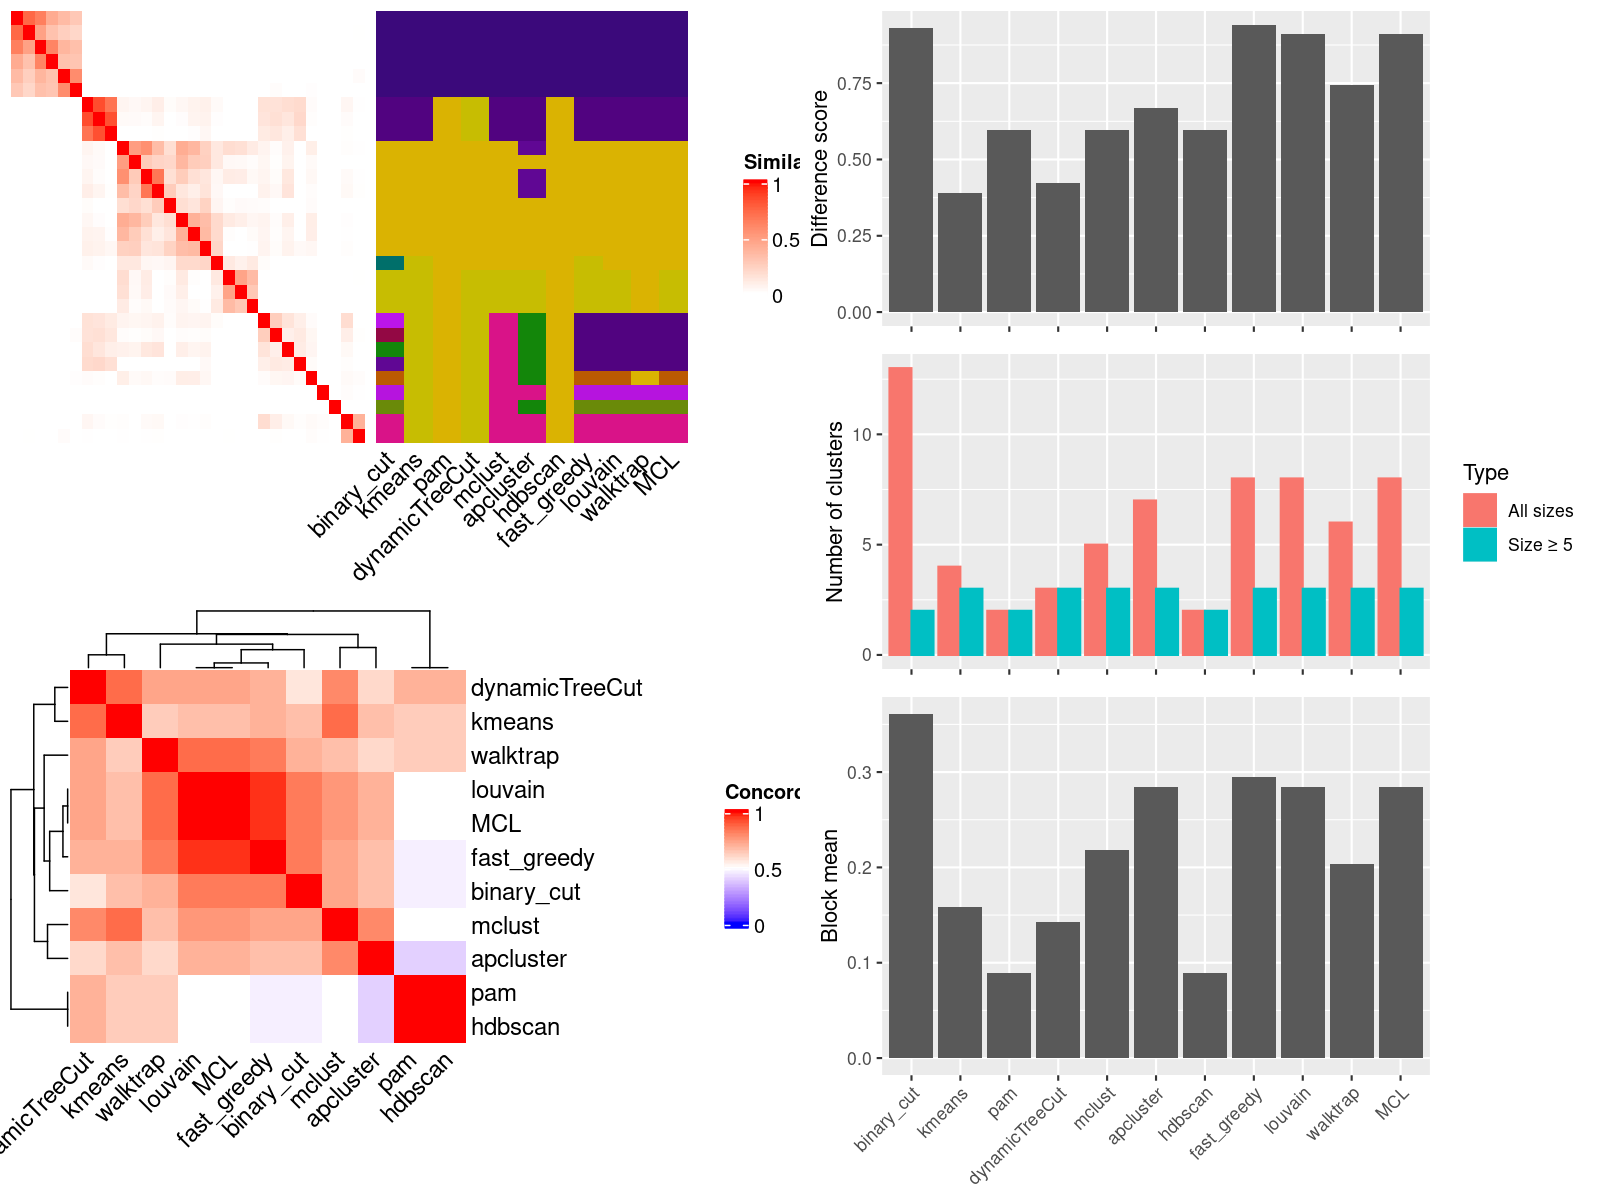 Simila
1
0.5
0
binary_cut
kmeans
pam
dynamicTreeCut
mclust
apcluster
hdbscan
fast_greedy
louvain
walktrap
MCL
dynamicTreeCut
kmeans
walktrap
louvain
MCL
fast_greedy
binary_cut
mclust
apcluster
pam
hdbscan
amicTreeCut
kmeans
walktrap
louvain
MCL
fast_greedy
binary_cut
mclust
apcluster
pam
hdbscan
Concord
1
0.5
0
Difference score
0.75
0.50
0.25
0.00
Number of clusters
10
5
0
Type
All sizes
Size ≥ 5
Block mean
0.3
0.2
0.1
0.0
binary_cut
kmeans
pam
dynamicTreeCut
mclust
apcluster
hdbscan
fast_greedy
louvain
walktrap
MCL